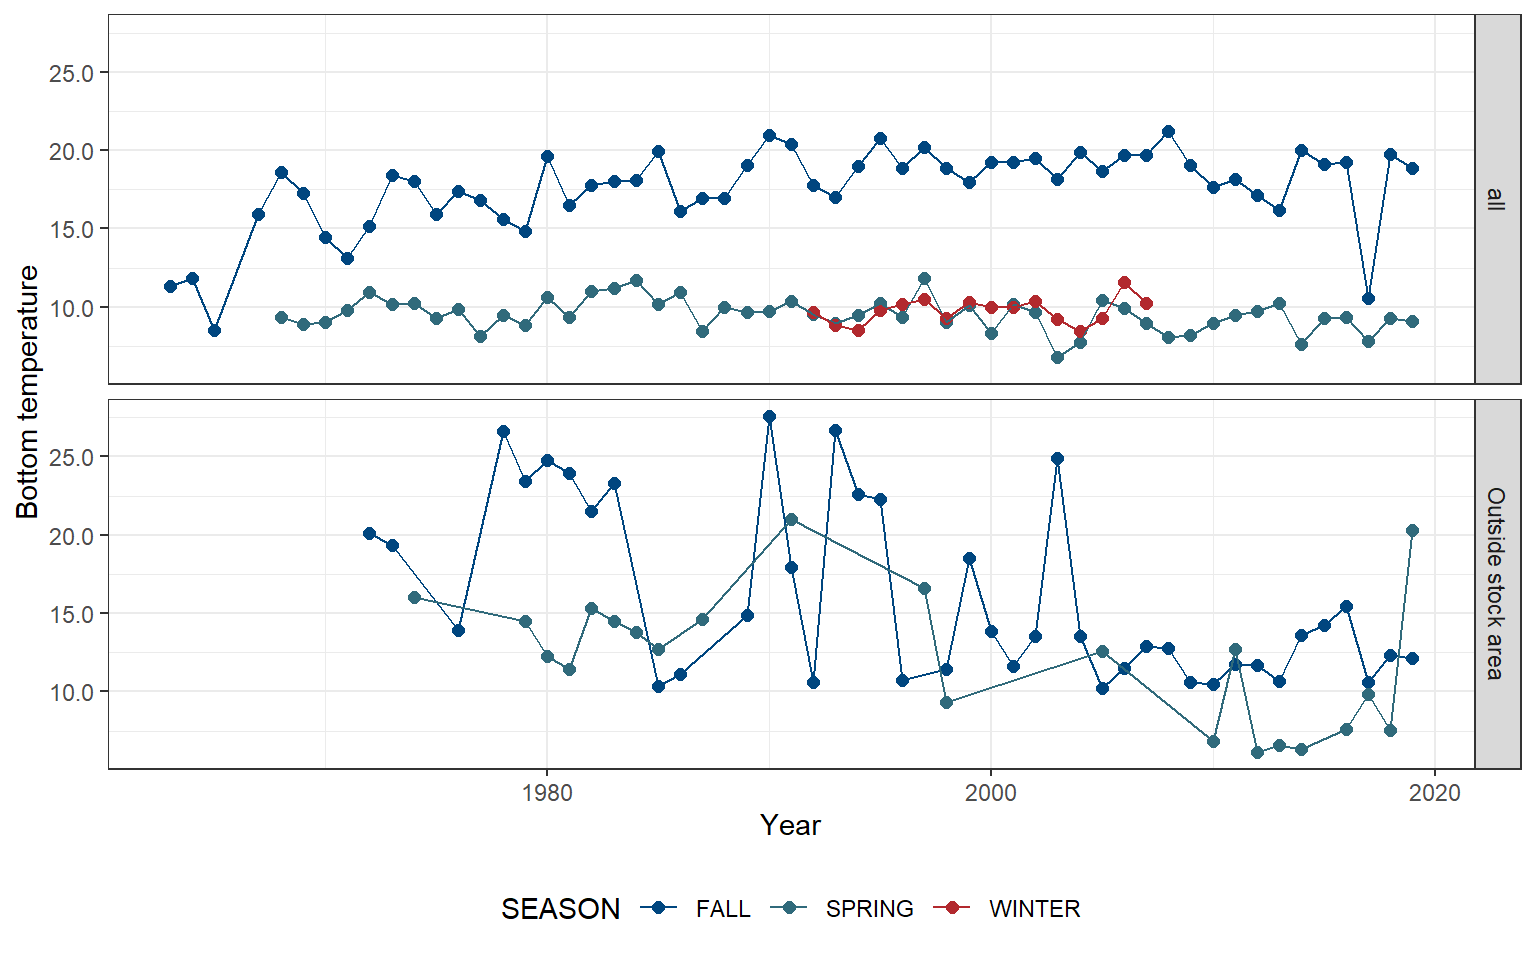 25.0
20.0
15.0
10.0
all
Bottom temperature
25.0
20.0
15.0
10.0
Outside stock area
1980 2000 2020
Year
SEASON FALL SPRING WINTER